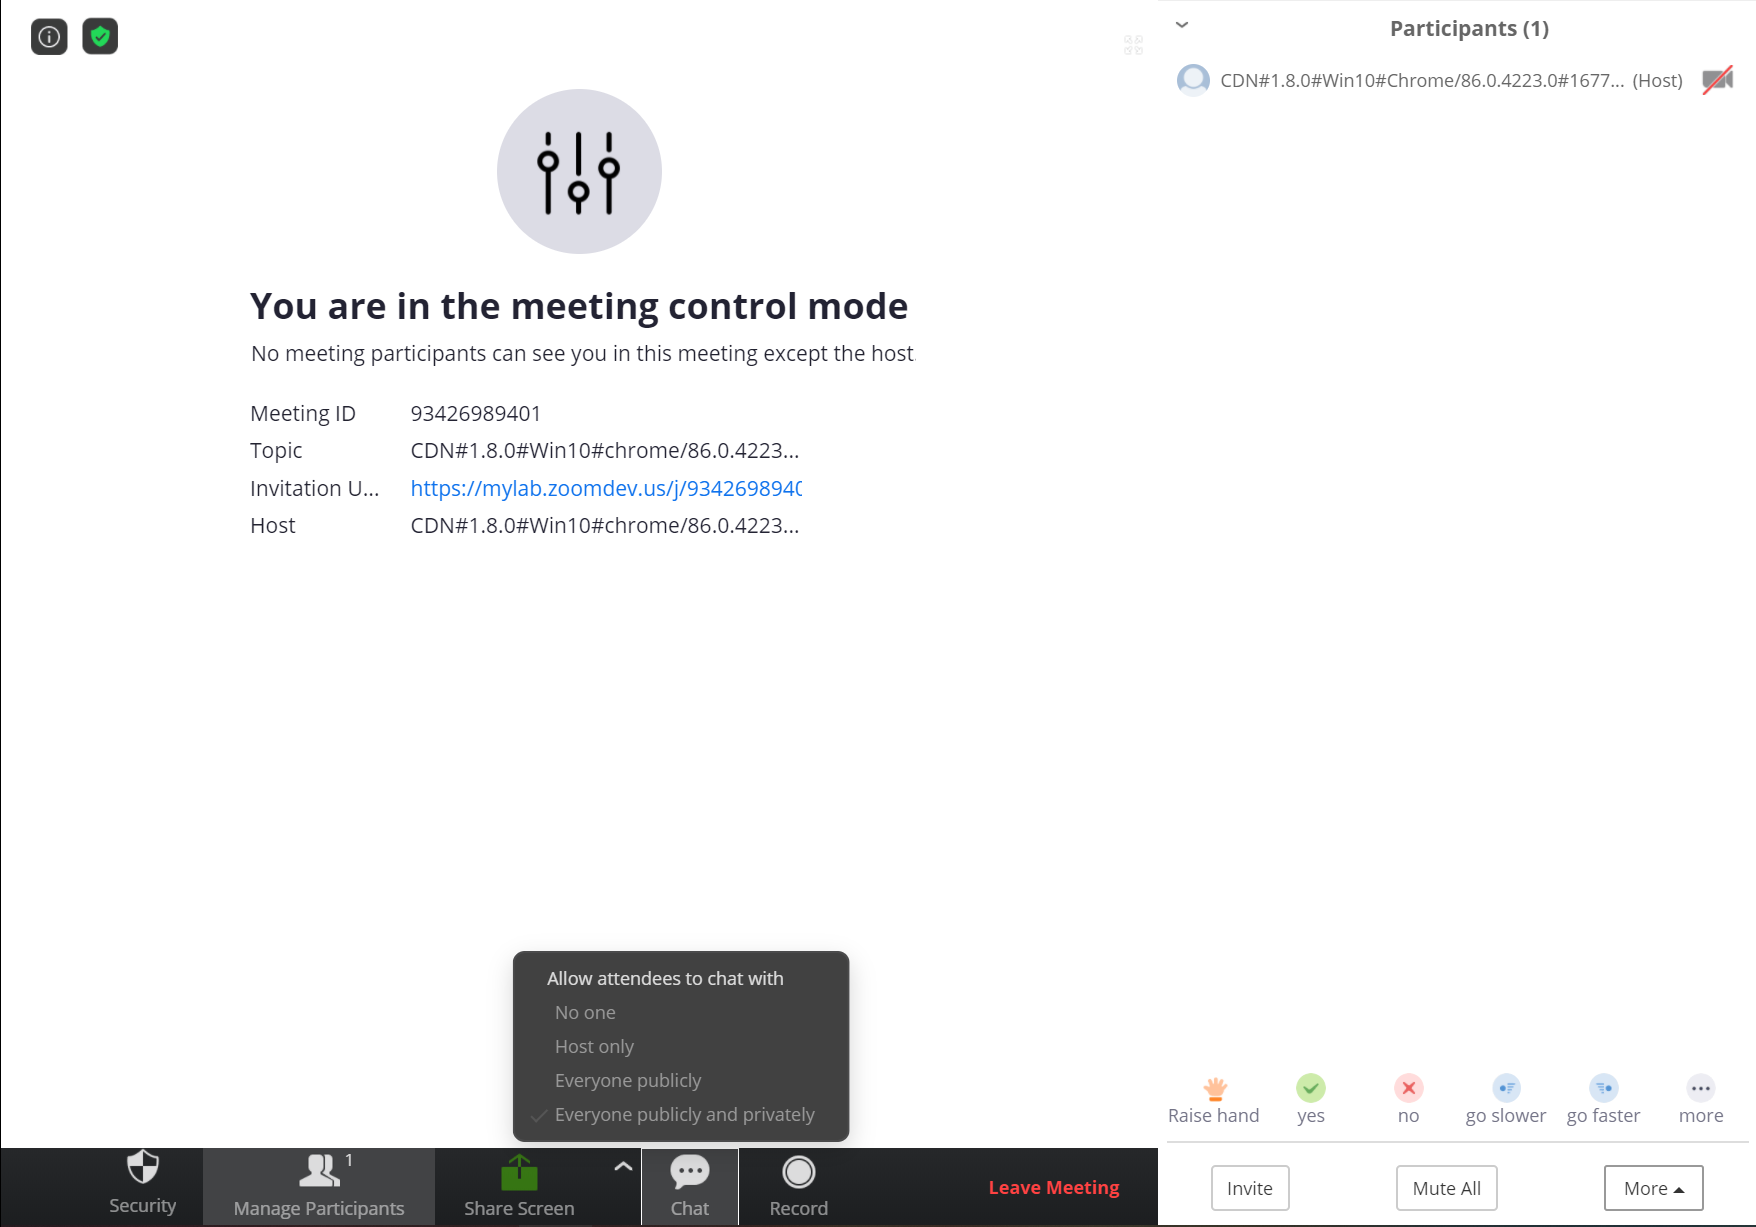 Participants (1)
CDN#1.8.0#Win10#Chrome/86.0.4223.0#1677... (Host)
You are in the meeting control mode
No meeting participants can see you in this meeting except the host.
Meeting ID 93426989401
Topic CDN#1.8.0#Win10#chrome/86.0.4223...
Invitation U... https://mylab.zoomdev.us/j/9342698940
Host CDN#1.8.0#Win10#chrome/86.0.4223...
Allow attendees to chat with
No one
Host only
Everyone publicly
Everyone publicly and privately
Raise hand yes no go slower go faster more
1
Security Manage Participants Share Screen Chat Record Leave Meeting
Invite Mute All More